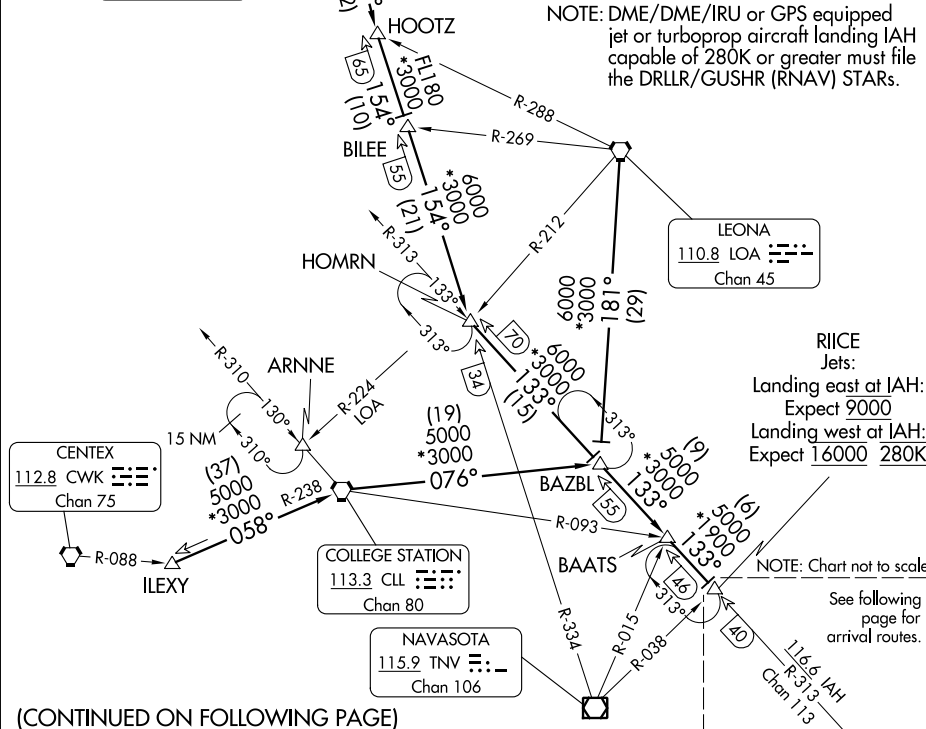 2)
HOOTZ
NOTE: DME/DME/IRU or GPS equipped
jet or turboprop aircraft landing IAH
capable of 280K or greater must file
the DRLLR/GUSHR (RNAV) STARs.
65
FL180
*3000
154°
(10)
R-288
R-269
BILEE
55
6000
*3000
154°
(21)
R-212
LEONA
110.8 LOA
Chan 45
R-313
HOMRN
133°
313°
6000
*3000
181°
(29)
70
34
6000
*3000
133°
(15)
RIICE
Jets:
Landing east at IAH:
Expect 9000
Landing west at IAH:
Expect 16000 280K
R-310
ARNNE
130°
310°
15 NM
R-224
LOA
(19)
5000
*3000
076°
313°
BAZBL
55
(9)
5000
*3000
133°
CENTEX
112.8 CWK
Chan 75
(37)
5000
*3000
058°
R-238
R-088
ILEXY
COLLEGE STATION
113.3 CLL
Chan 80
R-093
BAATS
46
313°
(6)
5000
*1900
133°
NOTE: Chart not to scale
See following
page for
arrival routes.
40
R-334
R-015
R-038
116.6 IAH
R-313
Chan 113
NAVASOTA
115.9 TNV
Chan 106
(CONTINUED ON FOLLOWING PAGE)